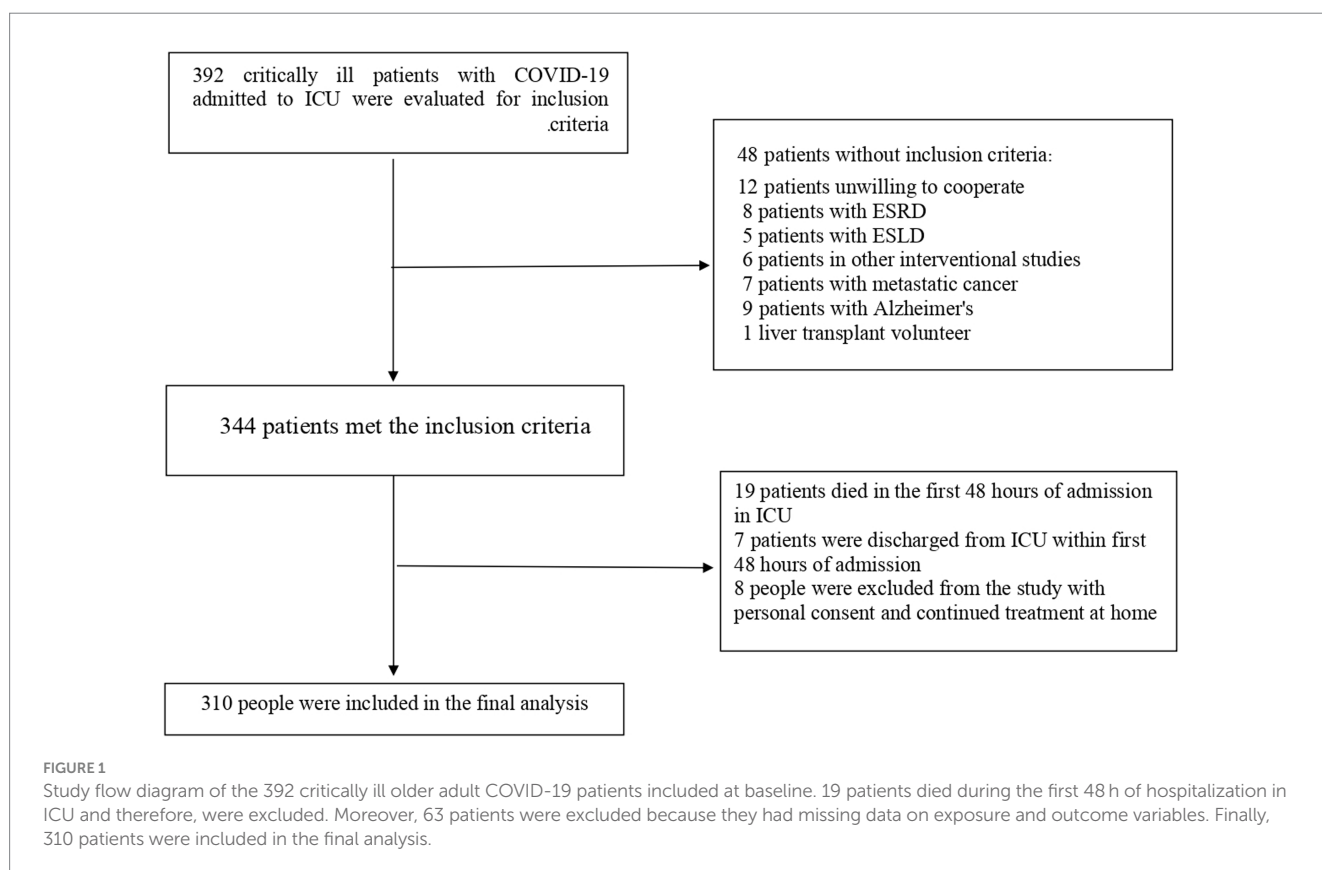 392 critically ill patients with COVID-19
admitted to ICU were evaluated for inclusion
.criteria
48 patients without inclusion criteria:
12 patients unwilling to cooperate
8 patients with ESRD
5 patients with ESLD
6 patients in other interventional studies
7 patients with metastatic cancer
9 patients with Alzheimer's
1 liver transplant volunteer
344 patients met the inclusion criteria
19 patients died in the first 48 hours of admission
in ICU
7 patients were discharged from ICU within first
48 hours of admission
8 people were excluded from the study with
personal consent and continued treatment at home
310 people were included in the final analysis
FIGURE 1
Study flow diagram of the 392 critically ill older adult COVID-19 patients included at baseline. 19 patients died during the first 48 h of hospitalization in
ICU and therefore, were excluded. Moreover, 63 patients were excluded because they had missing data on exposure and outcome variables. Finally,
310 patients were included in the final analysis.